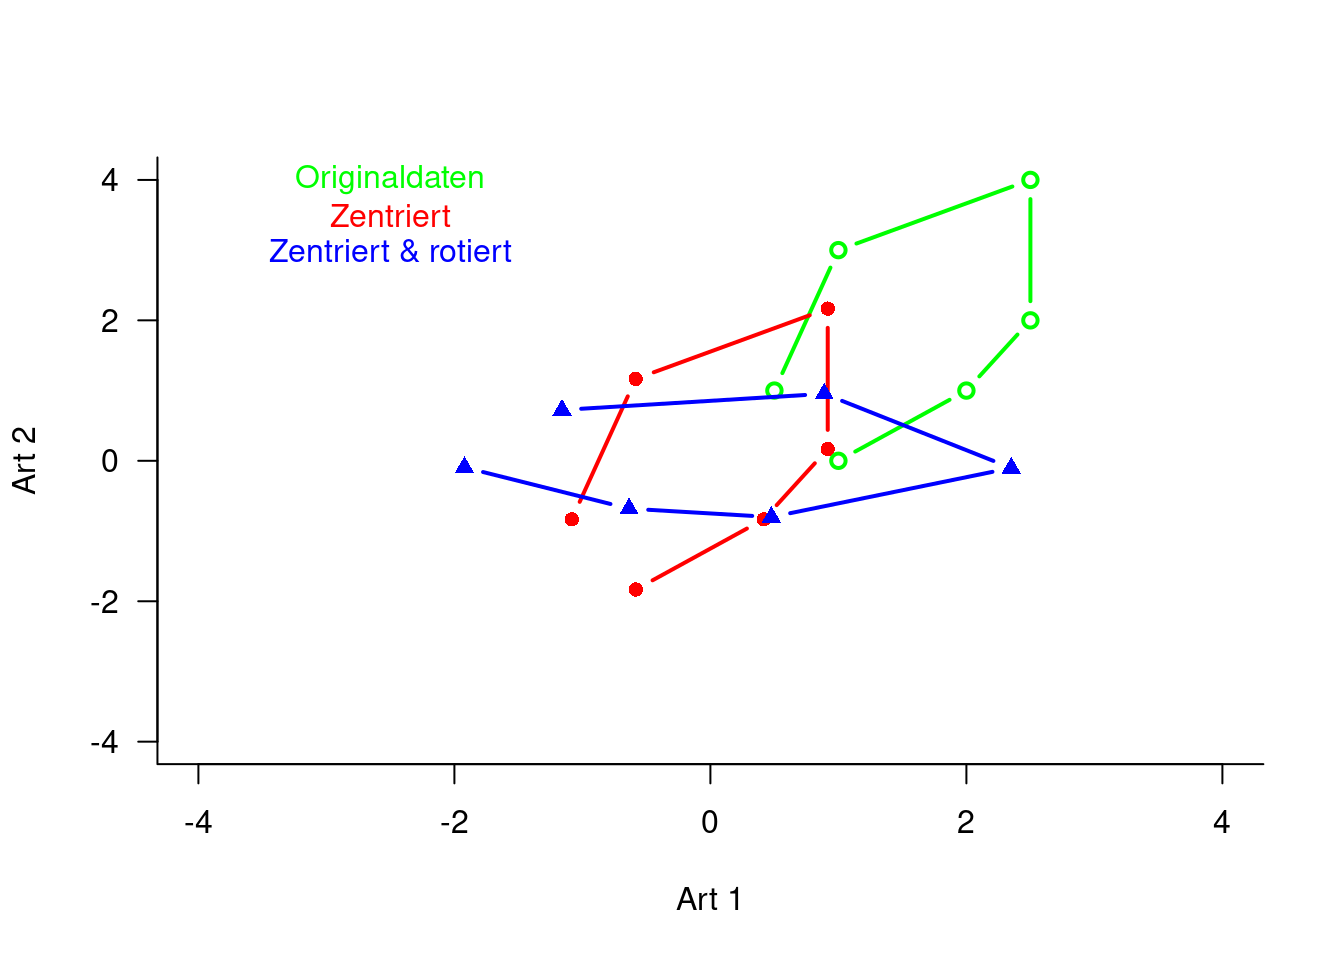 Originaldaten
Zentriert
Zentriert & rotiert
4
2
0
-2
-4
Art 2
-4 -2 0 2 4
Art 1